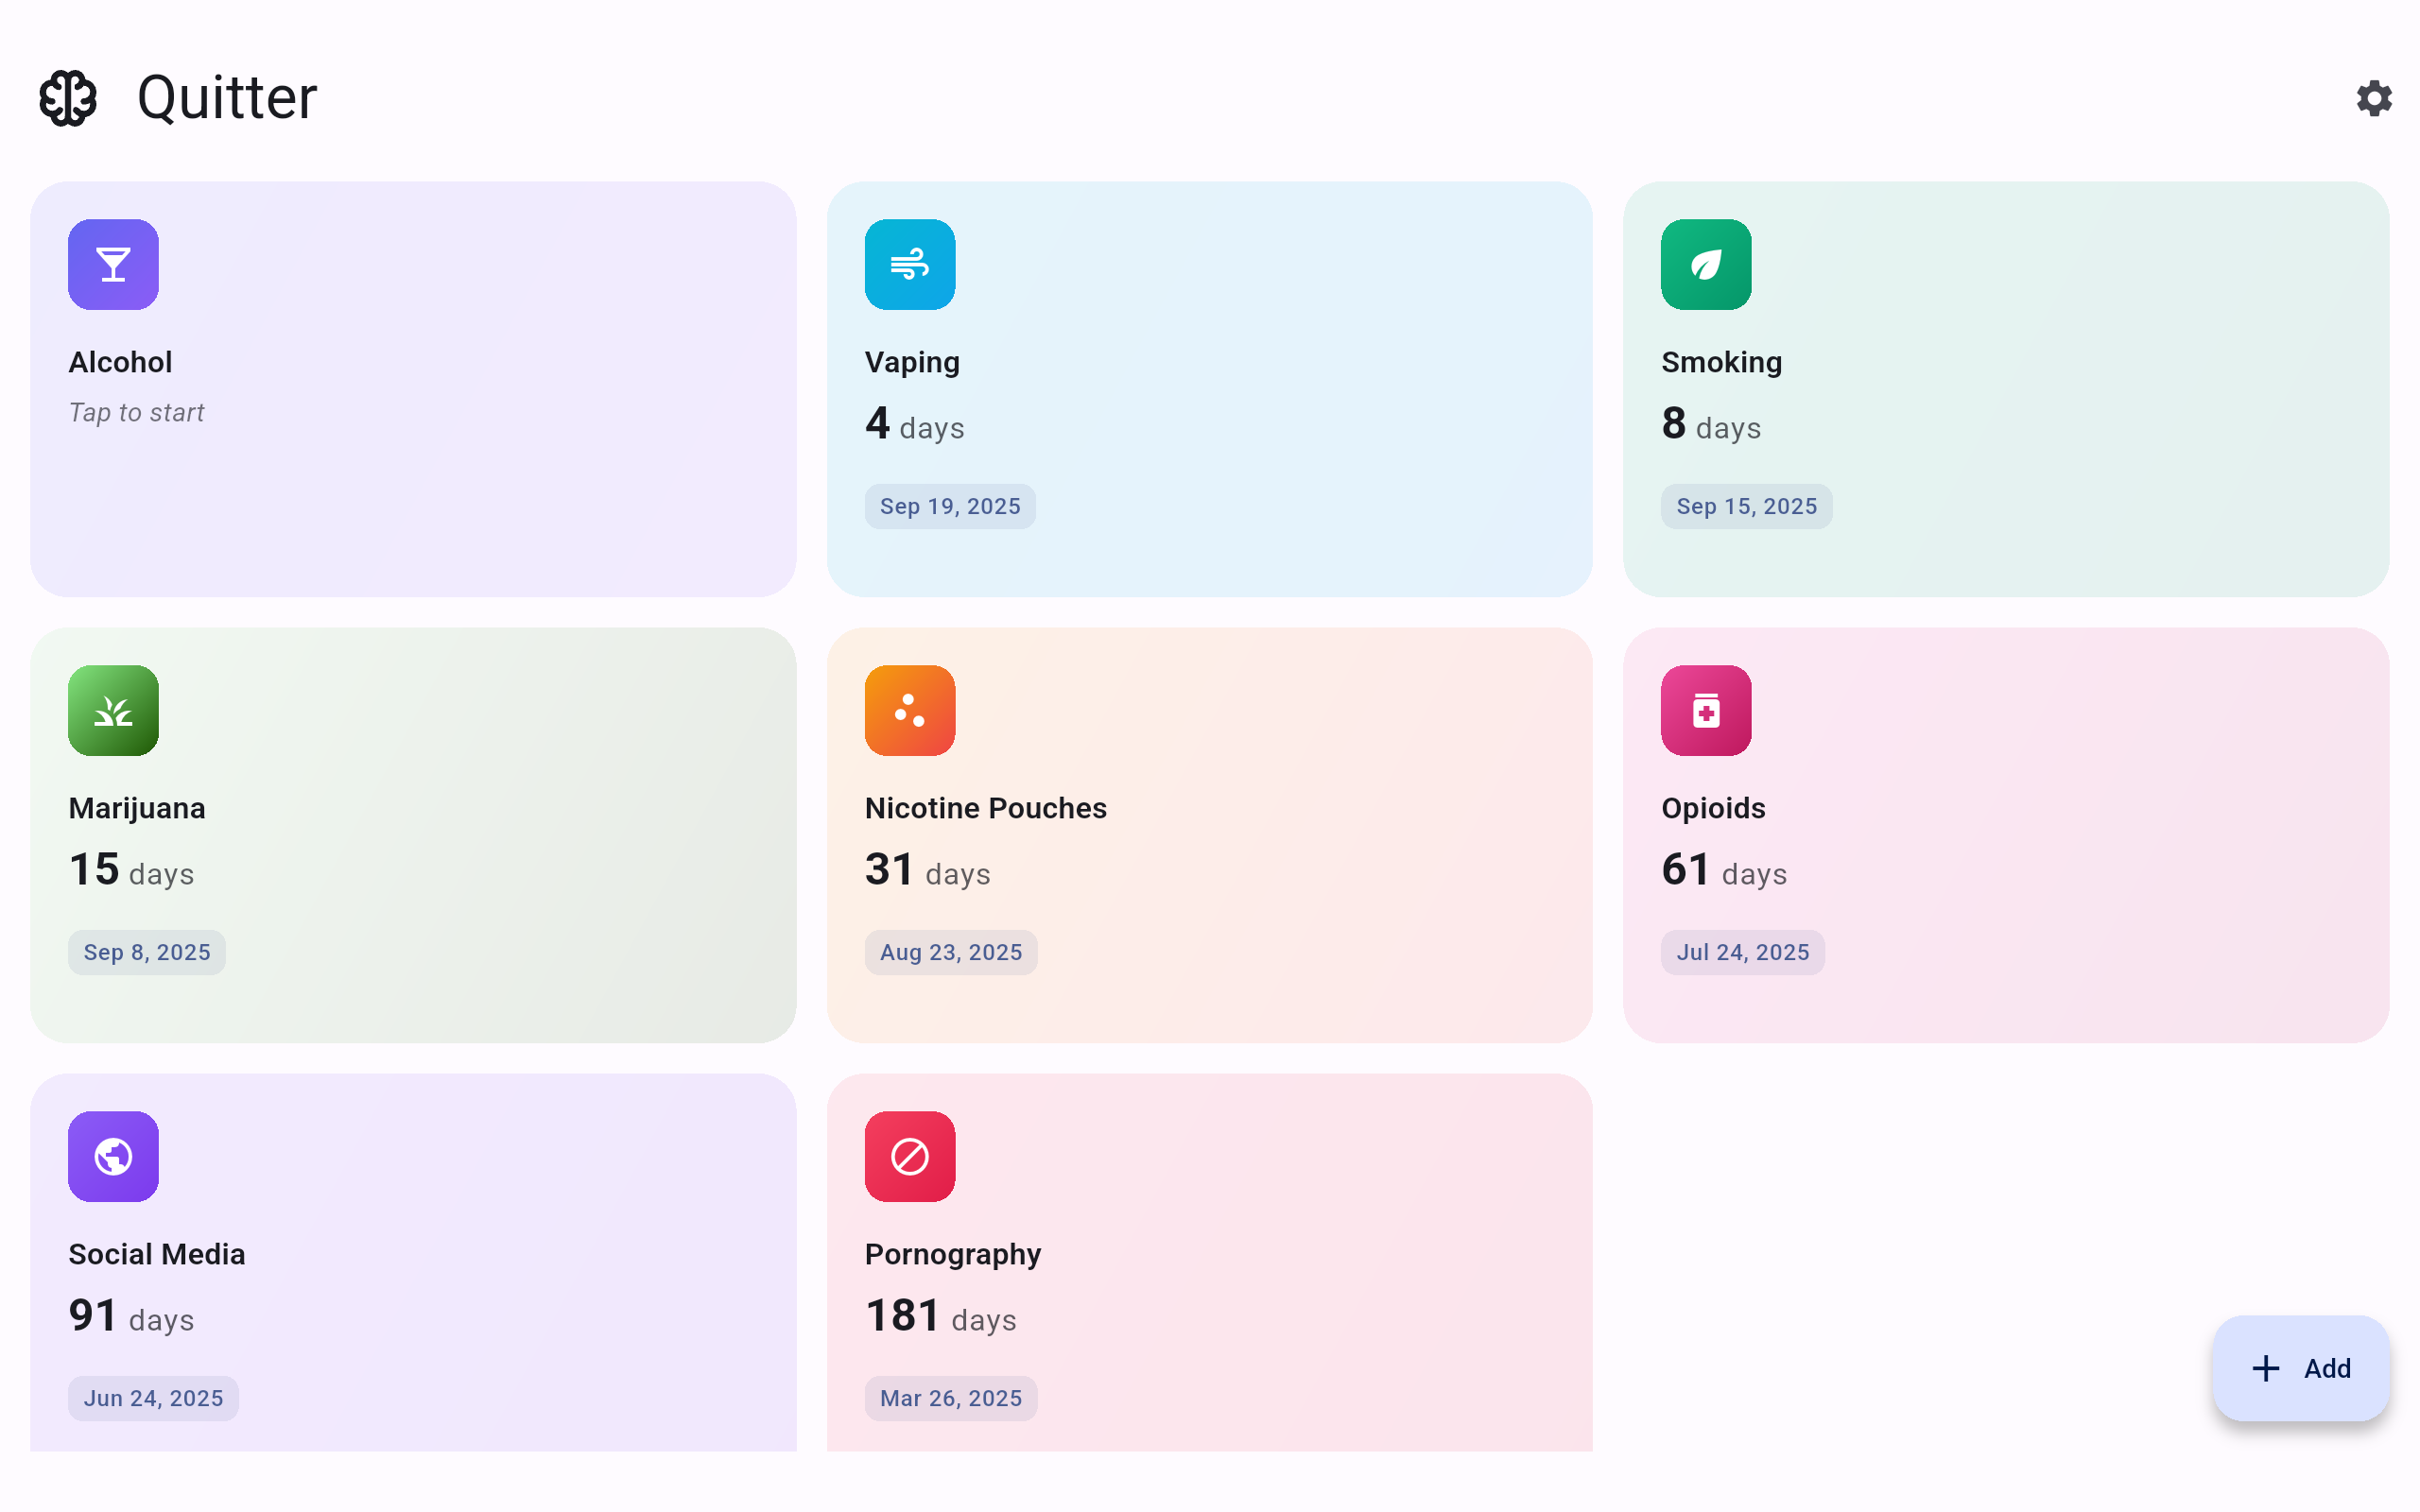 Quitter
Alcohol
Tap to start
Vaping
4 days
Sep 19, 2025
Smoking
8 days
Sep 15, 2025
Marijuana
15 days
Sep 8, 2025
Nicotine Pouches
31 days
Aug 23, 2025
Opioids
61 days
Jul 24, 2025
Social Media
91 days
Jun 24, 2025
Pornography
181 days
Mar 26, 2025
Add